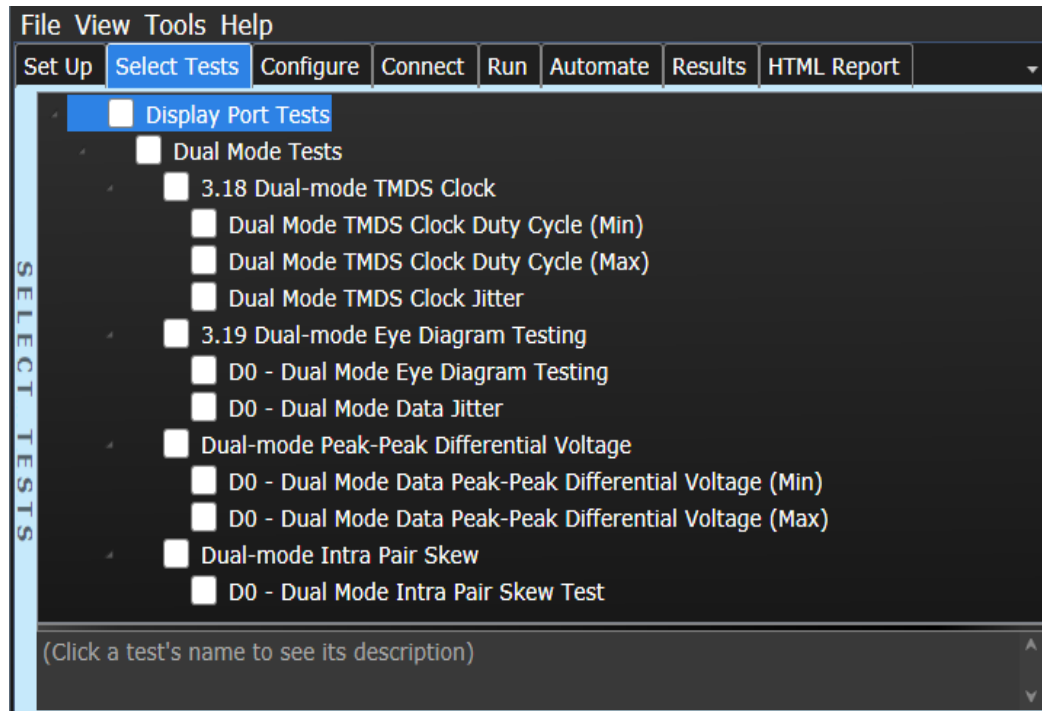 File View Tools Help
Set Up Select Tests Configure Connect Run Automate Results HTML Report
SELECT TESTS
Display Port Tests
Dual Mode Tests
3.18 Dual-mode TMDS Clock
Dual Mode TMDS Clock Duty Cycle (Min)
Dual Mode TMDS Clock Duty Cycle (Max)
Dual Mode TMDS Clock Jitter
3.19 Dual-mode Eye Diagram Testing
D0 - Dual Mode Eye Diagram Testing
D0 - Dual Mode Data Jitter
Dual-mode Peak-Peak Differential Voltage
D0 - Dual Mode Data Peak-Peak Differential Voltage (Min)
D0 - Dual Mode Data Peak-Peak Differential Voltage (Max)
Dual-mode Intra Pair Skew
D0 - Dual Mode Intra Pair Skew Test
(Click a test's name to see its description)